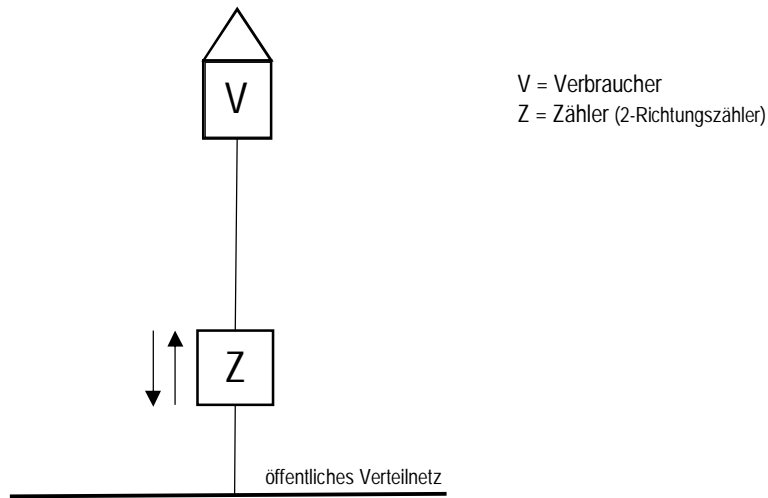 V
V = Verbraucher
Z = Zähler (2-Richtungszähler)
Z
öffentliches Verteilnetz